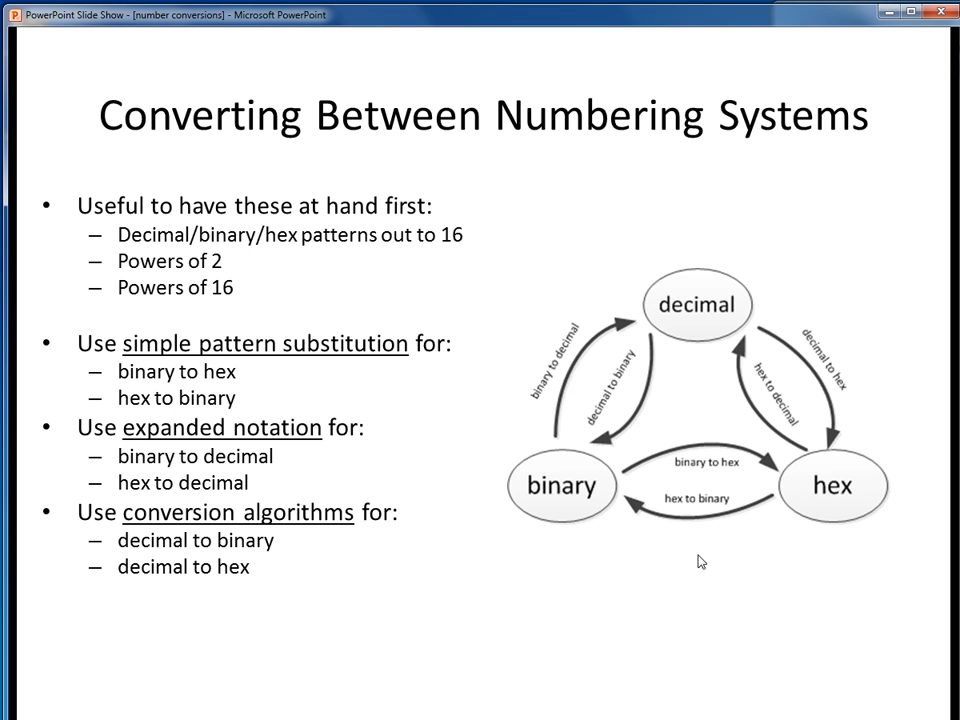 PowerPoint Slide Show - [number conversions] - Microsoft PowerPoint
Converting Between Numbering Systems
• Useful to have these at hand first:
– Decimal/binary/hex patterns out to 16
– Powers of 2
– Powers of 16
• Use simple pattern substitution for:
– binary to hex
– hex to binary
• Use expanded notation for:
– binary to decimal
– hex to decimal
• Use conversion algorithms for:
– decimal to binary
– decimal to hex
decimal
binary to decimal
decimal to binary
hex to decimal
decimal to hex
binary
binary to hex
hex to binary
hex